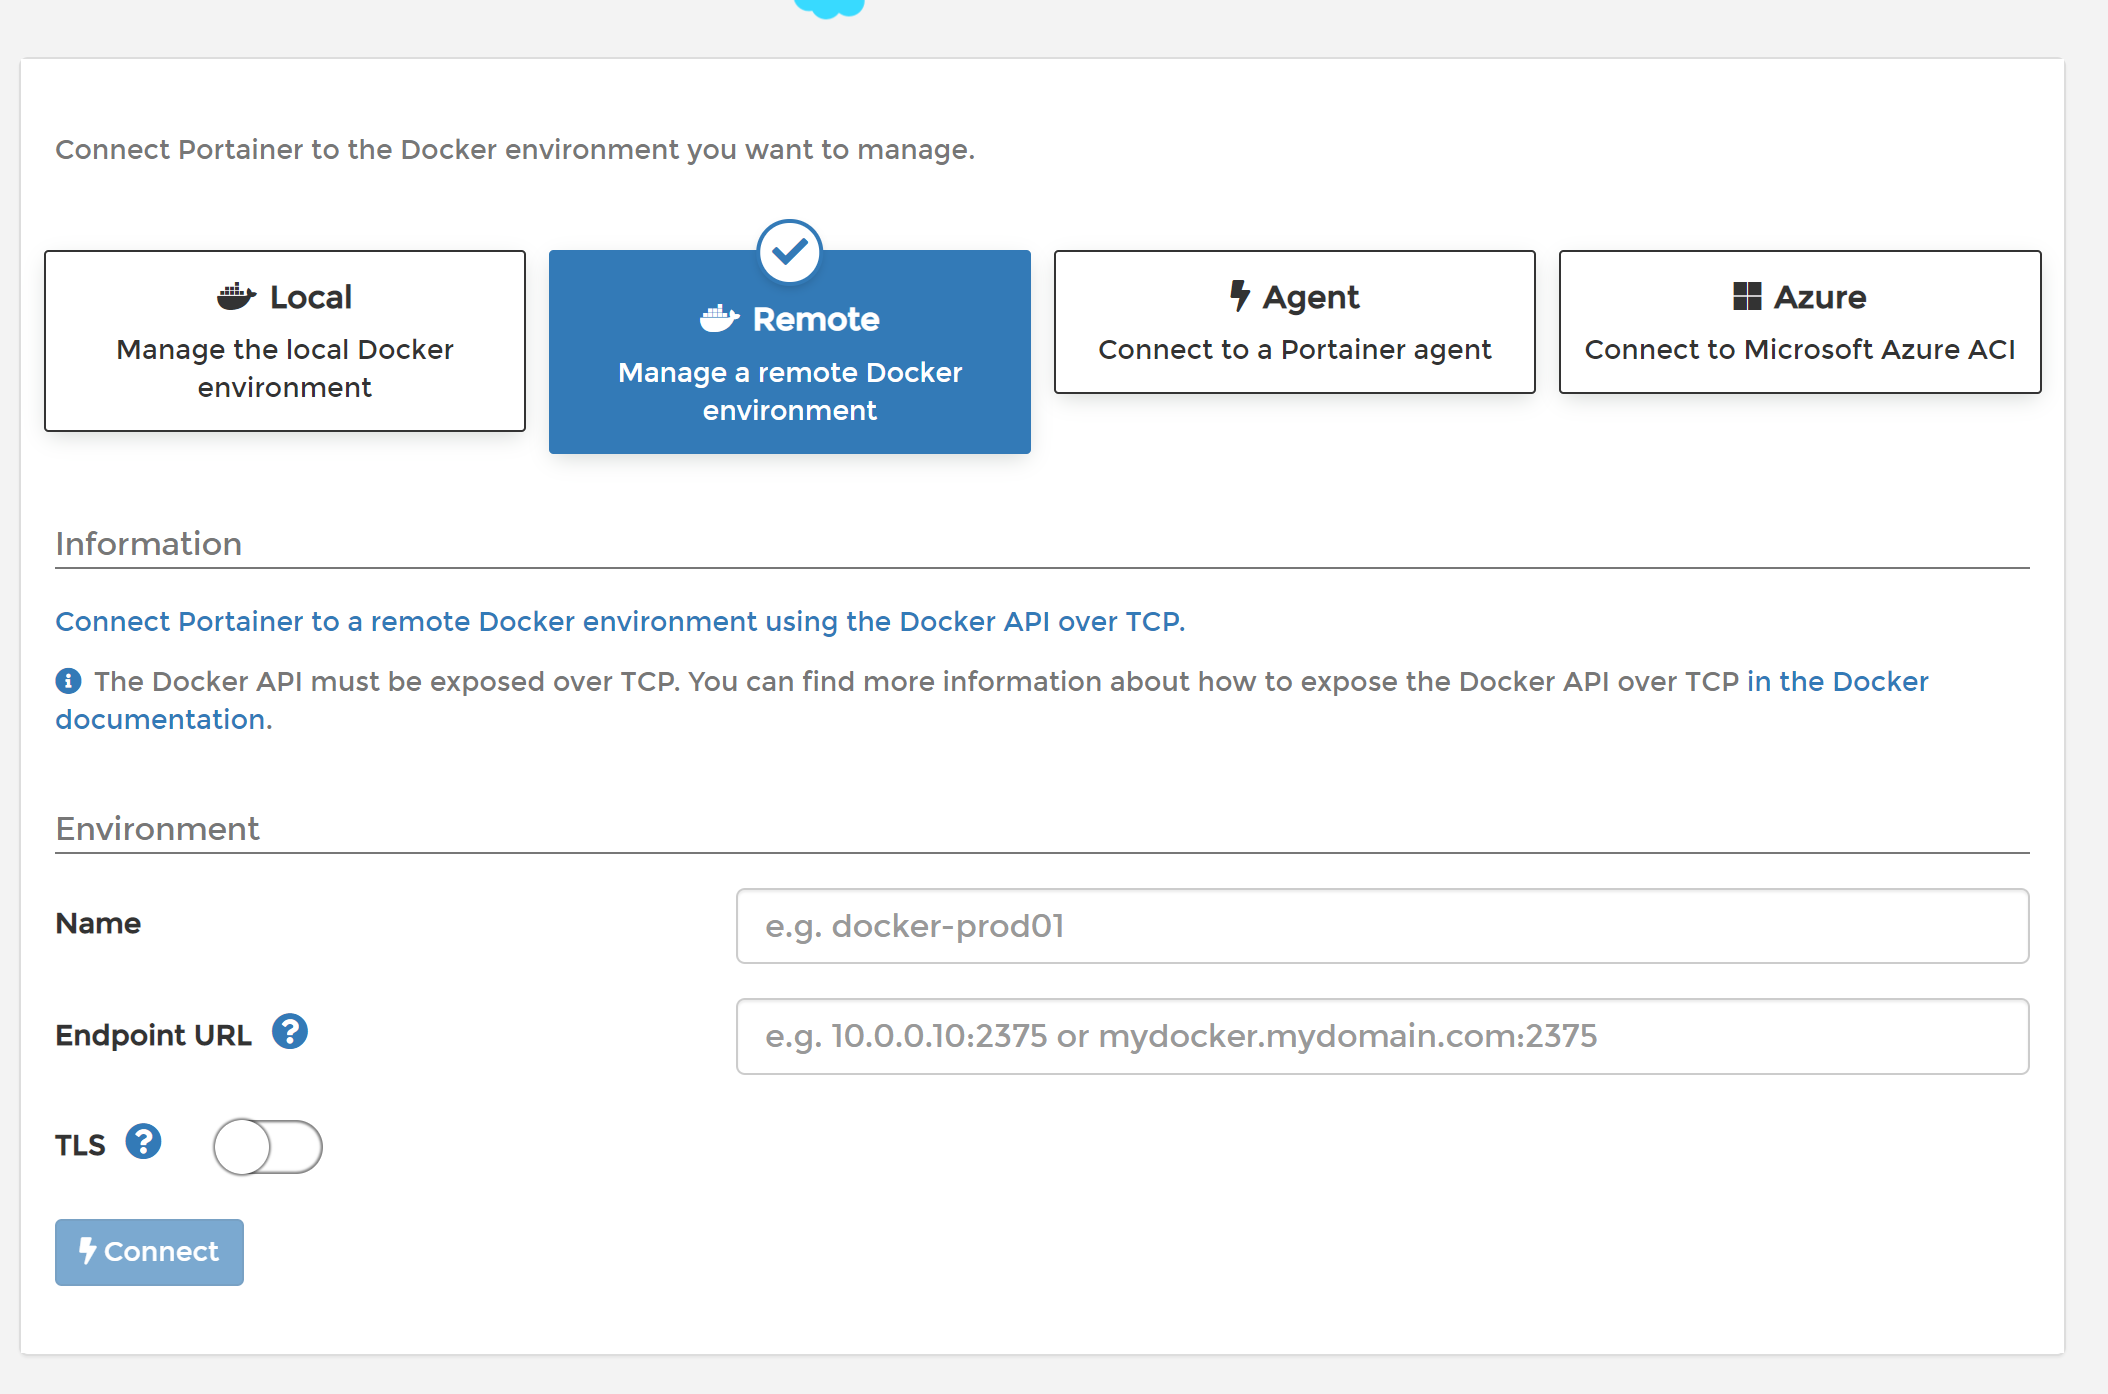 Connect Portainer to the Docker environment you want to manage.
Local
Manage the local Docker
environment
Remote
Manage a remote Docker
environment
Agent
Connect to a Portainer agent
Azure
Connect to Microsoft Azure ACI
Information
Connect Portainer to a remote Docker environment using the Docker API over TCP.
The Docker API must be exposed over TCP. You can find more information about how to expose the Docker API over TCP in the Docker
documentation.
Environment
Name
e.g. docker-prod01
Endpoint URL
e.g. 10.0.0.10:2375 or mydocker.mydomain.com:2375
TLS
Connect